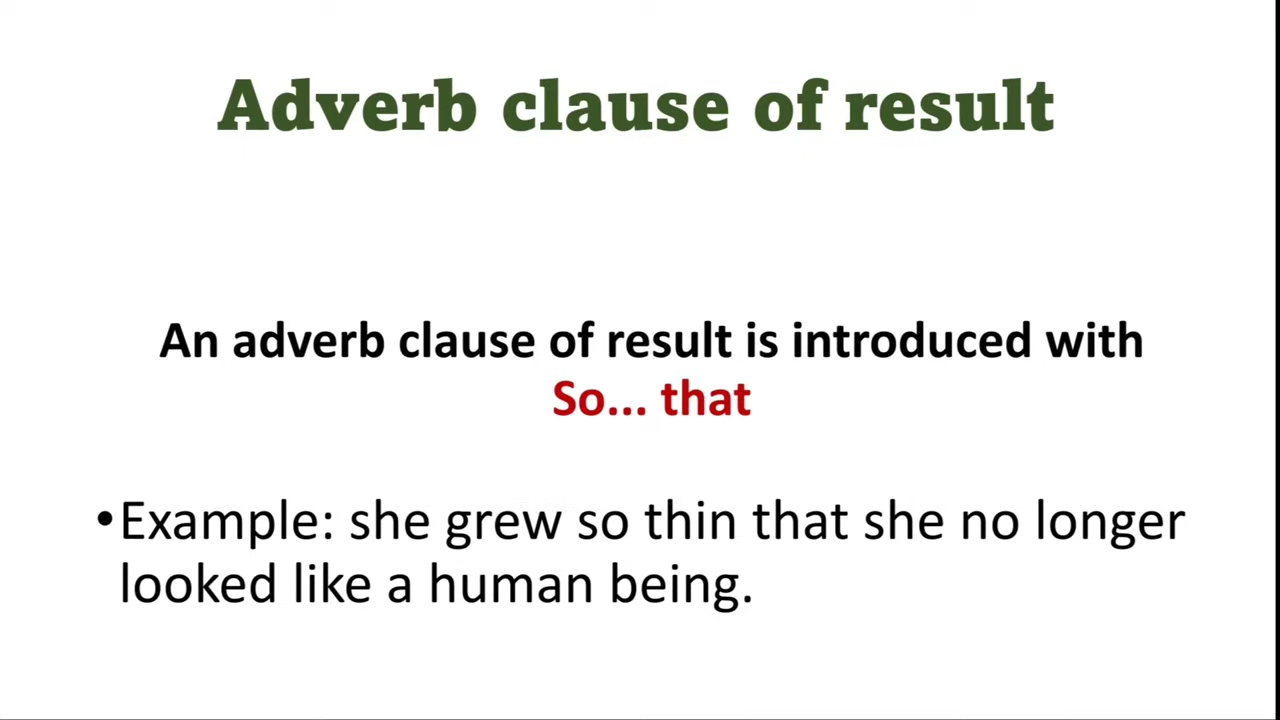 Adverb clause of result
An adverb clause of result is introduced with
So... that
•Example: she grew so thin that she no longer
looked like a human being.